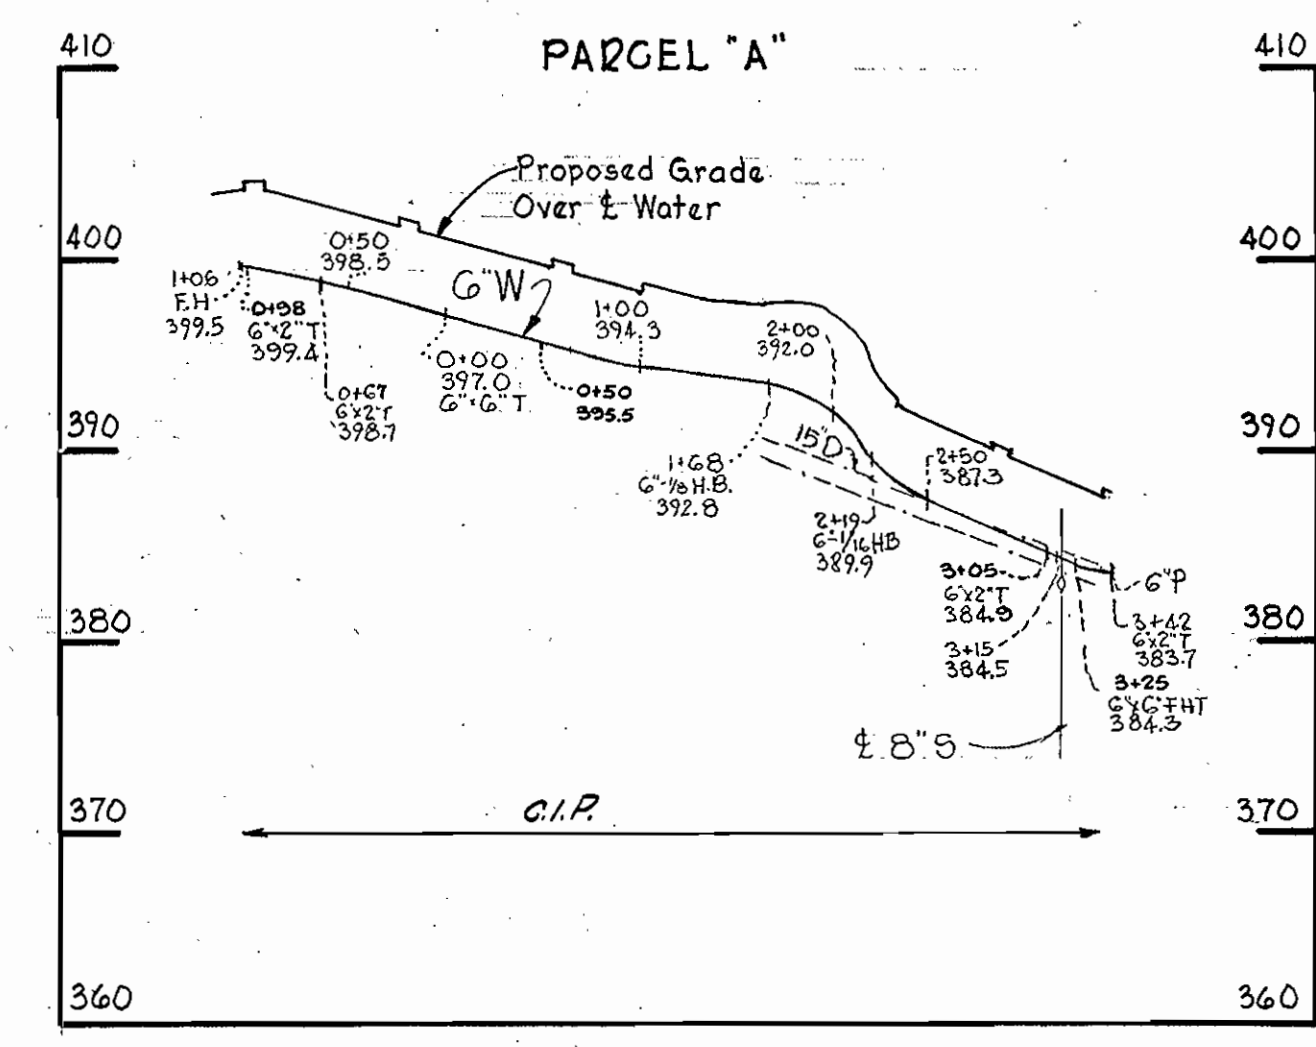 PARCEL "A"
410
410
Proposed Grade
Over ℄ Water
400
400
0+50
398.5
6"W
1+06
F.H
399.5
0+98
6"x2"T
399.4
1+00
394.3
2+00
392.0
0+00
397.0
6"x6"T
0+50
395.5
0+67
6"x2"T
398.7
390
390
15"D
1+68
6"-1/8 H.B.
392.8
2+50
387.3
2+19
6"-1/16 HB
389.9
3+05
6"x2"T
384.9
6"P
380
380
3+42
6"x2"T
383.7
3+15
384.5
3+25
6"x6"FHT
384.3
℄ 8"S
370
370
C.I.P.
360
360